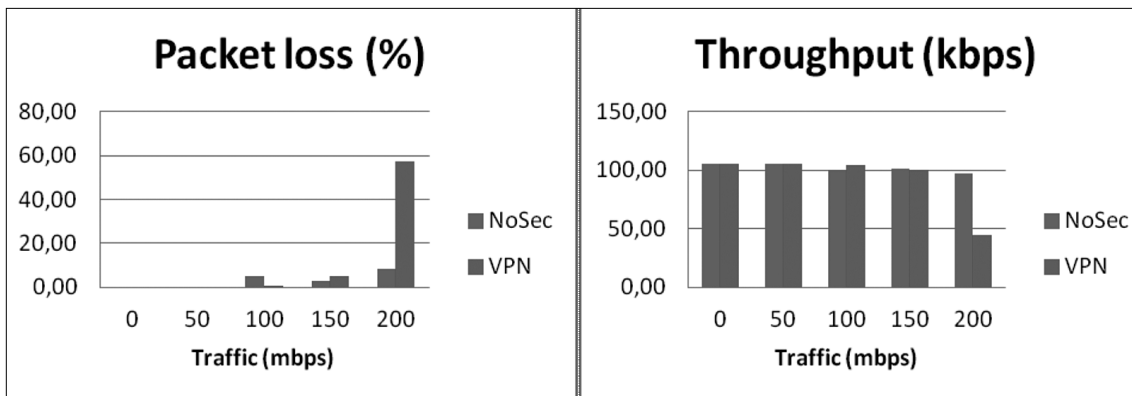 Packet loss (%)
80,00
60,00
40,00
20,00
0,00
0 50 100 150 200
Traffic (mbps)
NoSec
VPN
Throughput (kbps)
150,00
100,00
50,00
0,00
0 50 100 150 200
Traffic (mbps)
NoSec
VPN